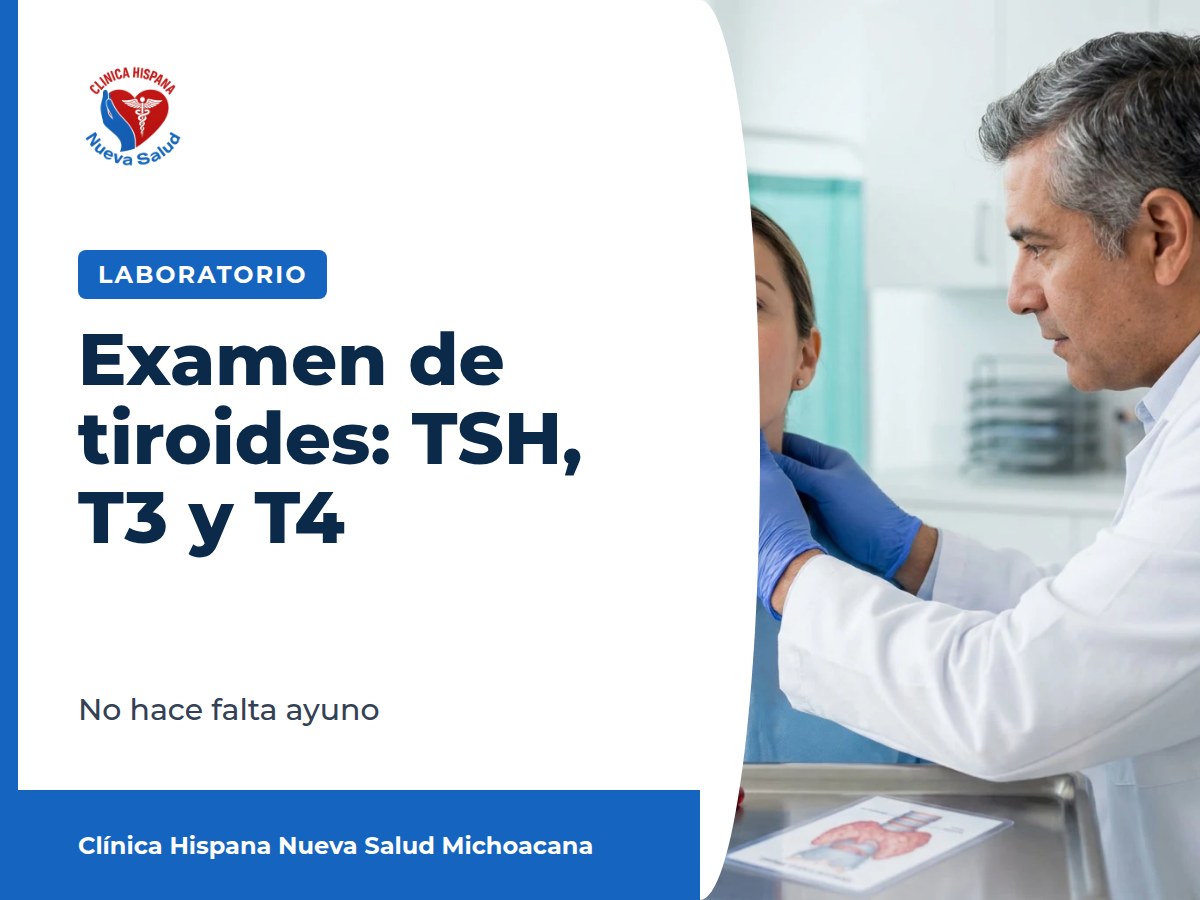 CLINICA HISPANA
Nueva Salud
LABORATORIO
Examen de
tiroides: TSH,
T3 y T4
No hace falta ayuno
Clínica Hispana Nueva Salud Michoacana